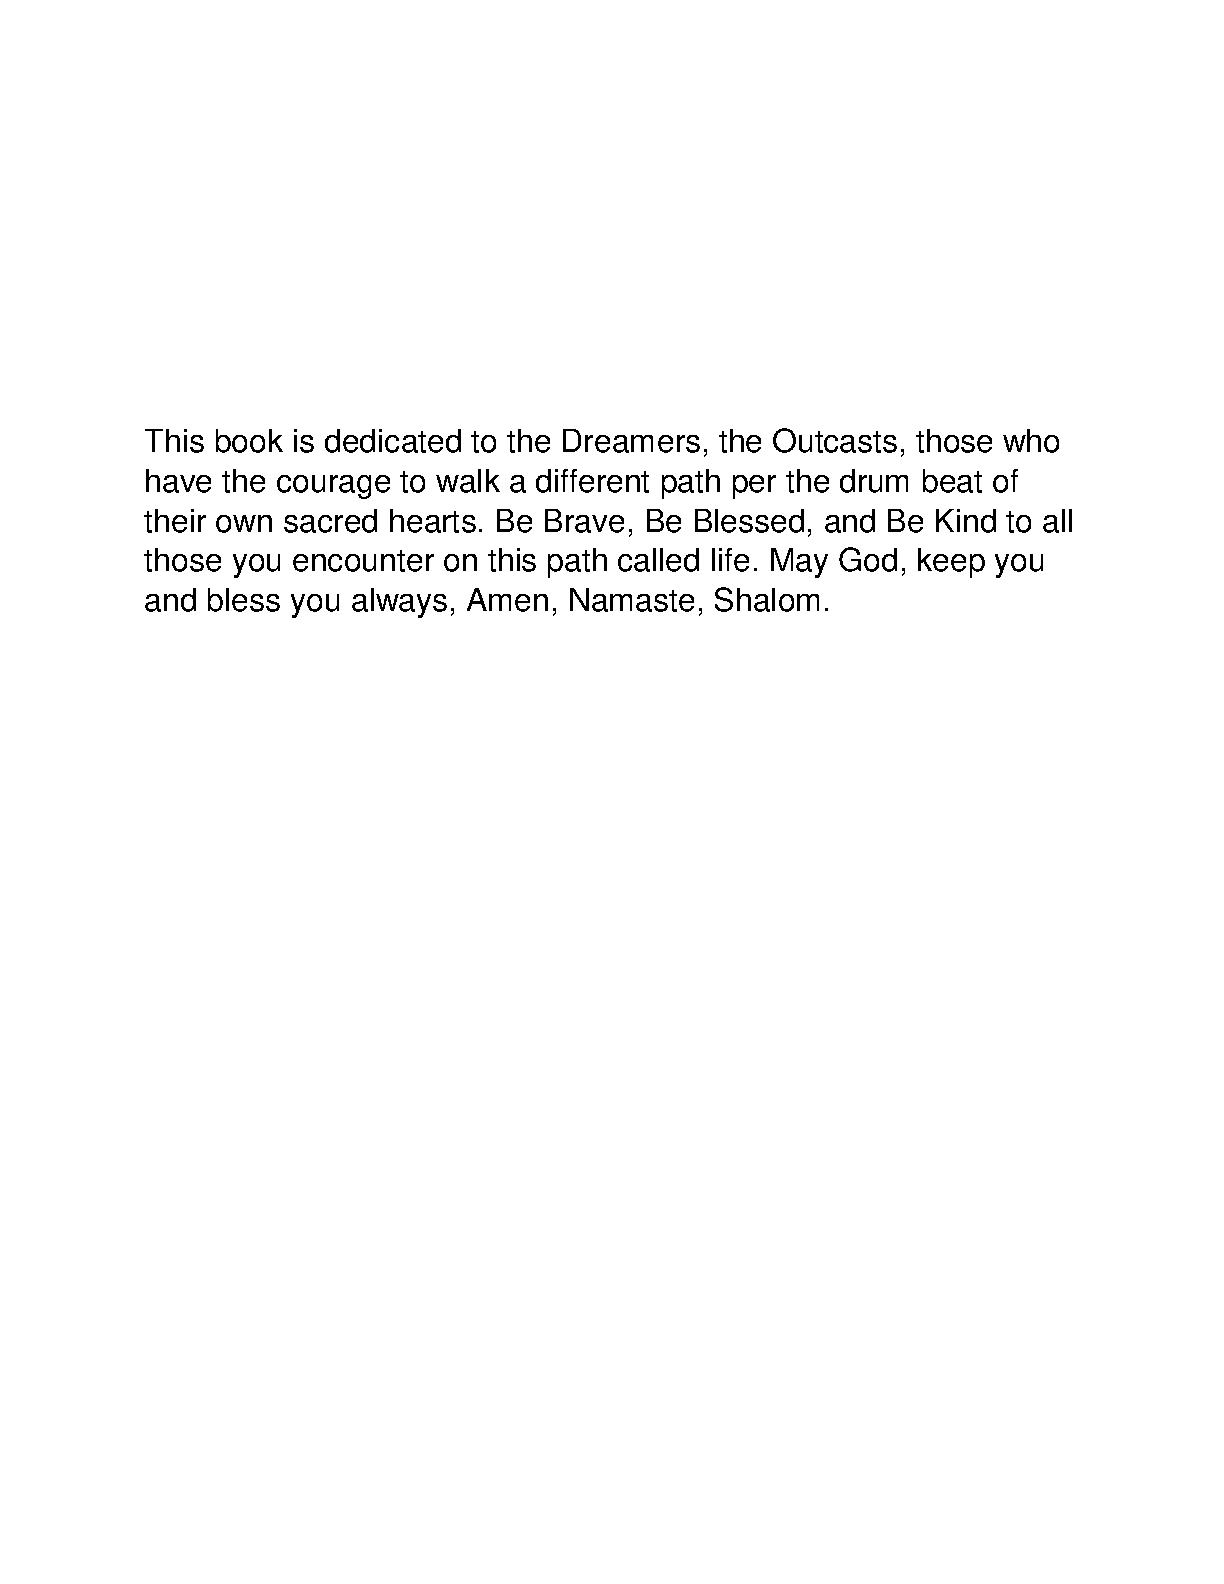 This book is dedicated to the Dreamers, the Outcasts, those who
have the courage to walk a different path per the drum beat of
their own sacred hearts. Be Brave, Be Blessed, and Be Kind to all
those you encounter on this path called life. May God, keep you
and bless you always, Amen, Namaste, Shalom.